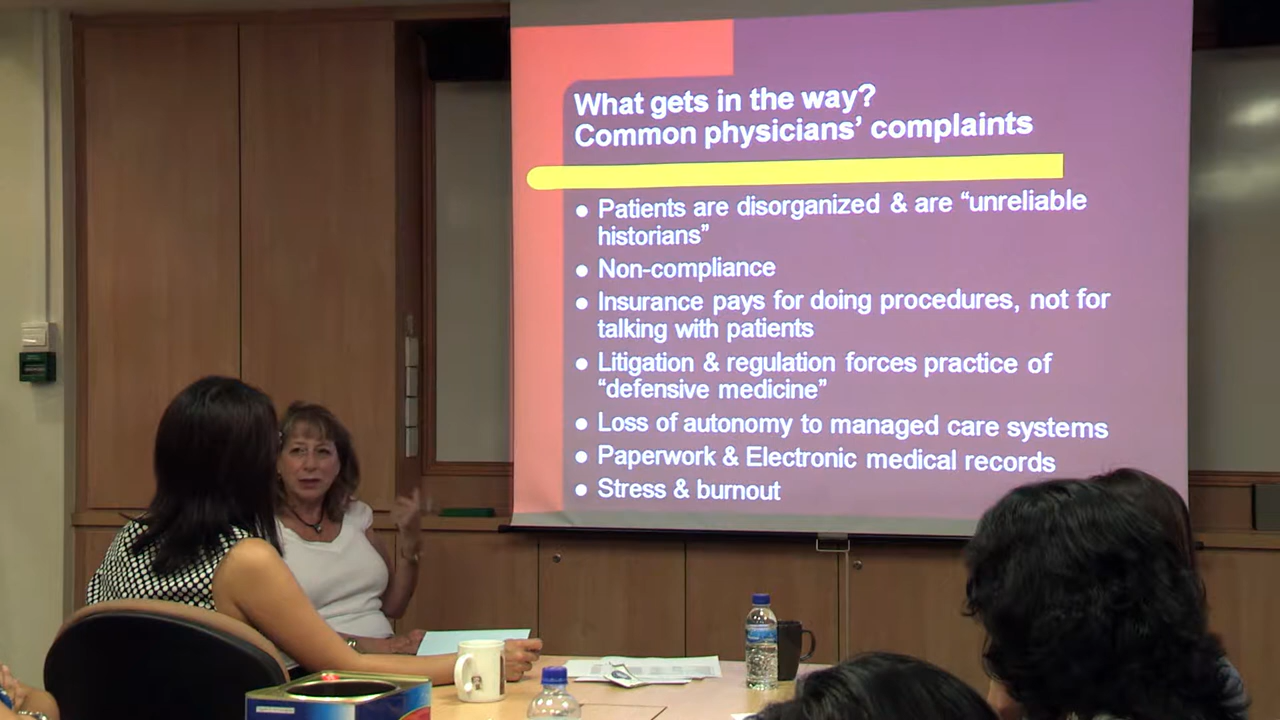 What gets in the way?
Common physicians’ complaints
● Patients are disorganized & are “unreliable
historians”
● Non-compliance
● Insurance pays for doing procedures, not for
talking with patients
● Litigation & regulation forces practice of
“defensive medicine”
● Loss of autonomy to managed care systems
● Paperwork & Electronic medical records
● Stress & burnout